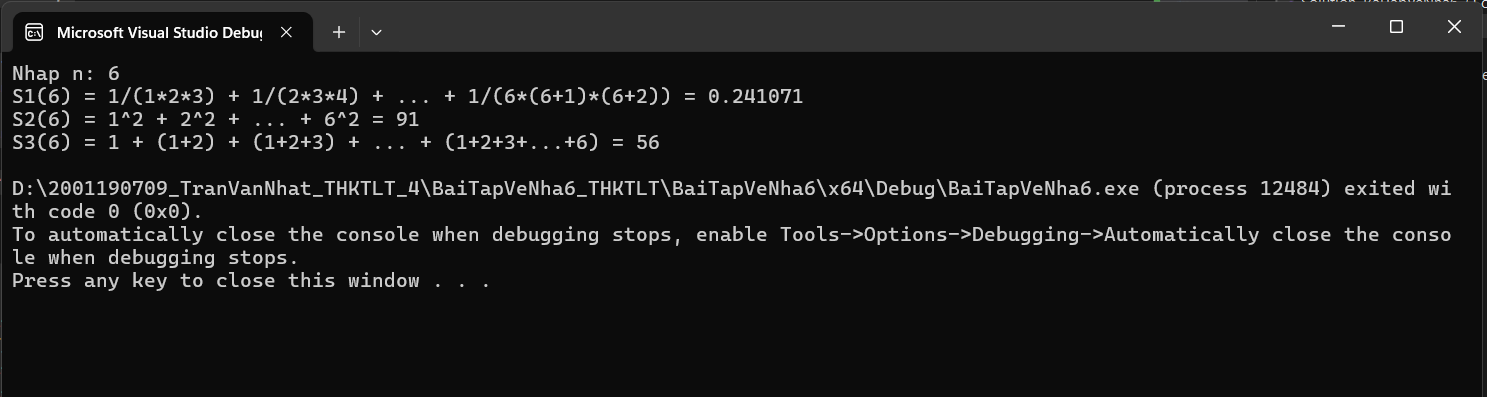 Microsoft Visual Studio Debug
Nhap n: 6
S1(6) = 1/(1*2*3) + 1/(2*3*4) + ... + 1/(6*(6+1)*(6+2)) = 0.241071
S2(6) = 1^2 + 2^2 + ... + 6^2 = 91
S3(6) = 1 + (1+2) + (1+2+3) + ... + (1+2+3+...+6) = 56
D:\2001190709_TranVanNhat_THKTLT_4\BaiTapVeNha6_THKTLT\BaiTapVeNha6\x64\Debug\BaiTapVeNha6.exe (process 12484) exited wi
th code 0 (0x0).
To automatically close the console when debugging stops, enable Tools->Options->Debugging->Automatically close the conso
le when debugging stops.
Press any key to close this window . . .